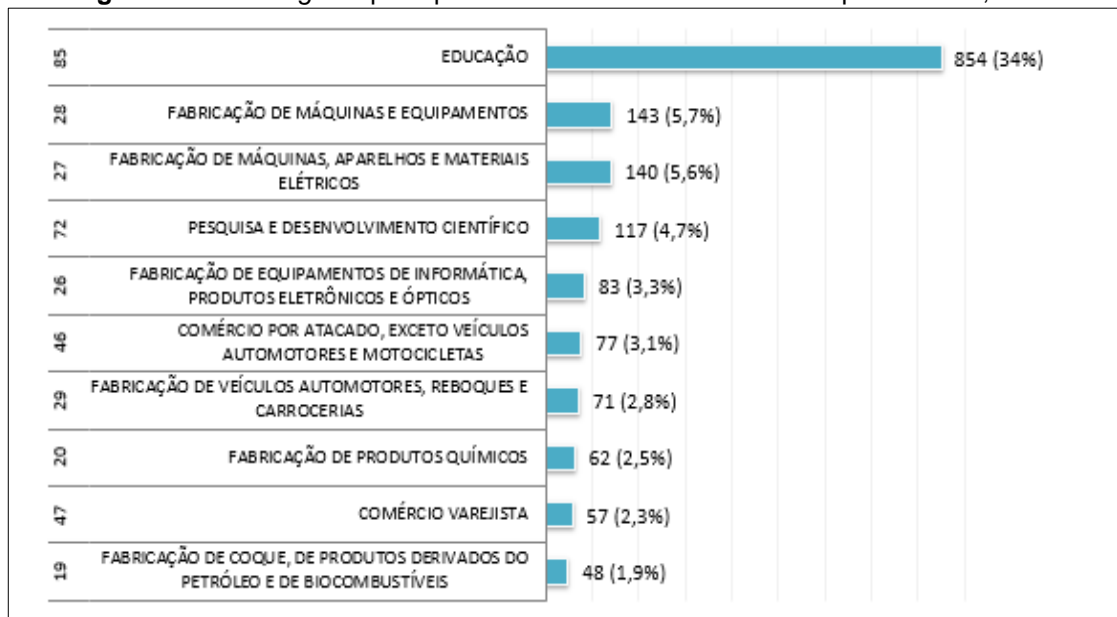 85
EDUCAÇÃO
854 (34%)
28
FABRICAÇÃO DE MÁQUINAS E EQUIPAMENTOS
143 (5,7%)
27
FABRICAÇÃO DE MÁQUINAS, APARELHOS E MATERIAIS
ELÉTRICOS
140 (5,6%)
72
PESQUISA E DESENVOLVIMENTO CIENTÍFICO
117 (4,7%)
26
FABRICAÇÃO DE EQUIPAMENTOS DE INFORMÁTICA,
PRODUTOS ELETRÔNICOS E ÓPTICOS
83 (3,3%)
46
COMÉRCIO POR ATACADO, EXCETO VEÍCULOS
AUTOMOTORES E MOTOCICLETAS
77 (3,1%)
29
FABRICAÇÃO DE VEÍCULOS AUTOMOTORES, REBOQUES E
CARROCERIAS
71 (2,8%)
20
FABRICAÇÃO DE PRODUTOS QUÍMICOS
62 (2,5%)
47
COMÉRCIO VAREJISTA
57 (2,3%)
19
FABRICAÇÃO DE COQUE, DE PRODUTOS DERIVADOS DO
PETRÓLEO E DE BIOCOMBUSTÍVEIS
48 (1,9%)